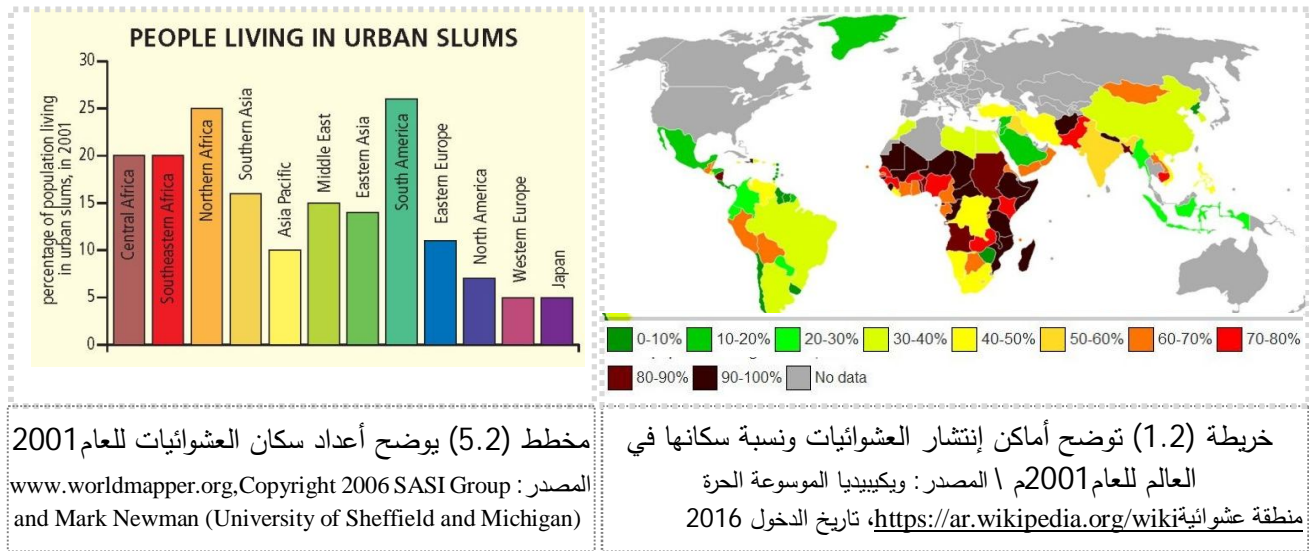 PEOPLE LIVING IN URBAN SLUMS
percentage of population living
in urban slums, in 2001
30
25
20
15
10
5
0
Central Africa
Southeastern Africa
Northern Africa
Southern Asia
Asia Pacific
Middle East
Eastern Asia
South America
Eastern Europe
North America
Western Europe
Japan
0-10% 10-20% 20-30% 30-40% 40-50% 50-60% 60-70% 70-80%
80-90% 90-100% No data
خريطة (1.2) توضح أماكن إنتشار العشوائيات ونسبة سكانها في
العالم للعام2001م \ المصدر: ويكيبيديا الموسوعة الحرة
منطقة عشوائيةhttps://ar.wikipedia.org/wiki، تاريخ الدخول 2016
مخطط (5.2) يوضح أعداد سكان العشوائيات للعام2001
المصدر: www.worldmapper.org,Copyright 2006 SASI Group
and Mark Newman (University of Sheffield and Michigan)